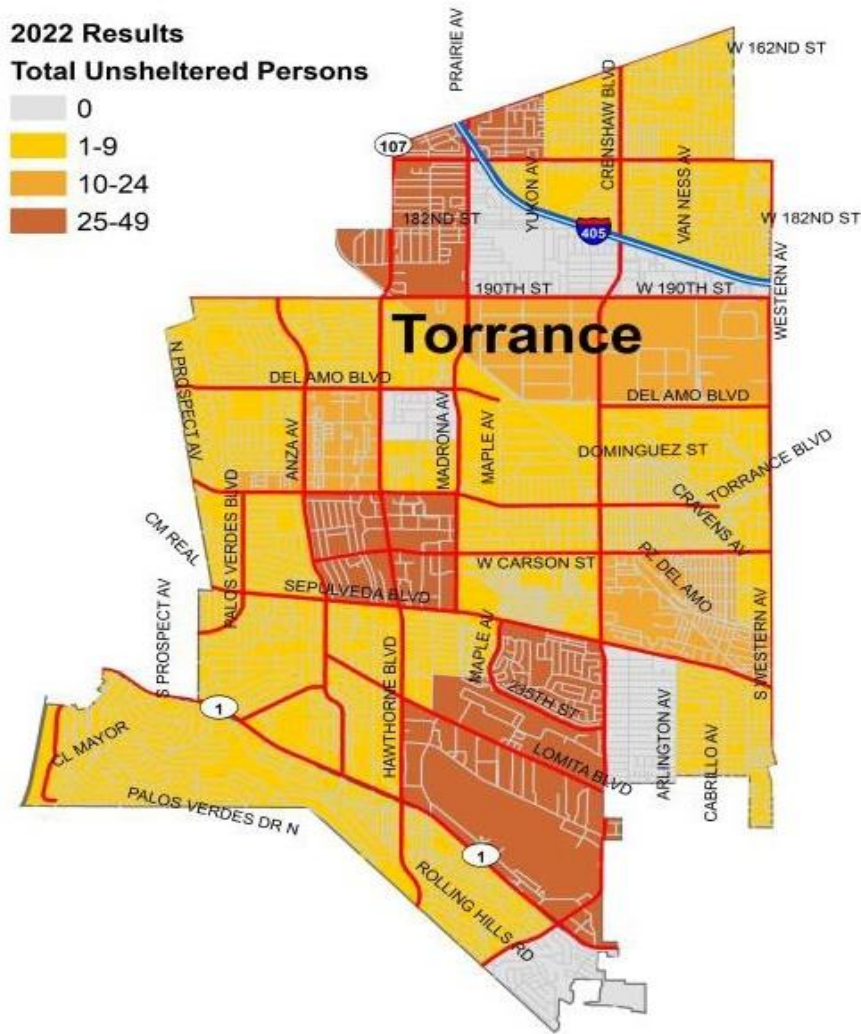 2022 Results
Total Unsheltered Persons
0
1-9
10-24
25-49
PRAIRIE AV
W 162ND ST
CRENSHAW BLVD
107
YUKON AV
VAN NESS AV
182ND ST
W 182ND ST
405
WESTERN AV
190TH ST
W 190TH ST
Torrance
N PROSPECT AV
DEL AMO BLVD
DEL AMO BLVD
ANZA AV
MADRONA AV
MAPLE AV
DOMINGUEZ ST
TORRANCE BLVD
CRAVENS AV
PALOS VERDES BLVD
CM REAL
W CARSON ST
PZ DEL AMO
SEPULVEDA BLVD
S PROSPECT AV
S WESTERN AV
MAPLE AV
HAWTHORNE BLVD
235TH ST
1
CL MAYOR
LOMITA BLVD
ARLINGTON AV
CABRILLO AV
PALOS VERDES DR N
1
ROLLING HILLS RD